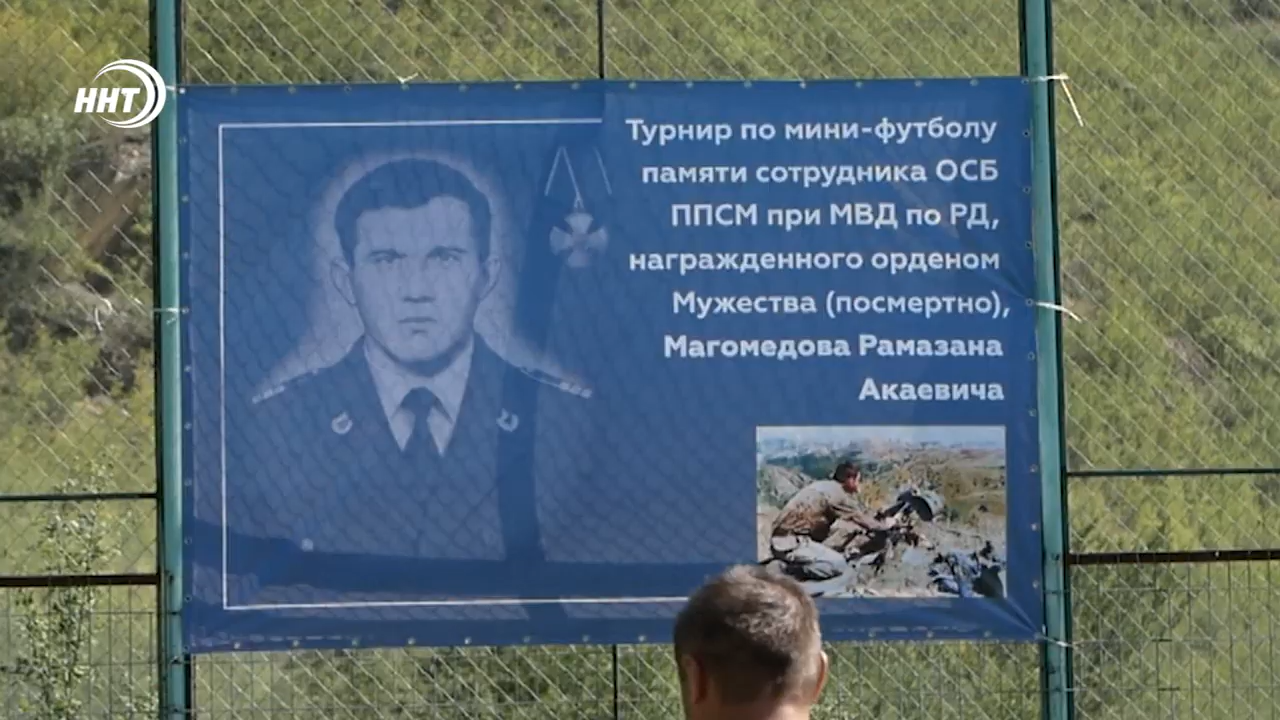 ННТ
Турнир по мини-футболу
памяти сотрудника ОСБ
ППСМ при МВД по РД,
награжденного орденом
Мужества (посмертно),
Магомедова Рамазана
Акаевича